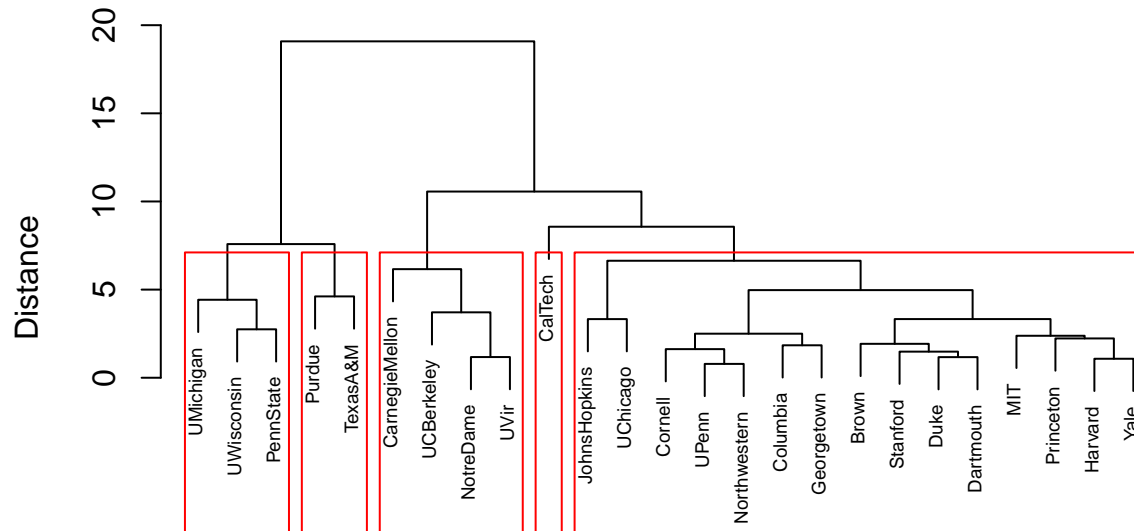 Distance
20
15
10
5
0
UMichigan
UWisconsin
PennState
Purdue
TexasA&M
CarnegieMellon
UCBerkeley
NotreDame
UVir
CalTech
JohnsHopkins
UChicago
Cornell
UPenn
Northwestern
Columbia
Georgetown
Brown
Stanford
Duke
Dartmouth
MIT
Princeton
Harvard
Yale